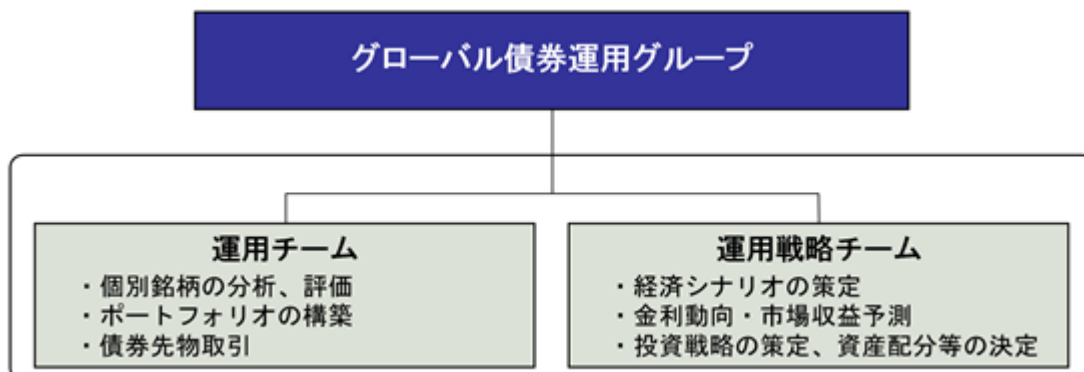 グローバル債券運用グループ
運用チーム
・個別銘柄の分析、評価
・ポートフォリオの構築
・債券先物取引
運用戦略チーム
・経済シナリオの策定
・金利動向・市場収益予測
・投資戦略の策定、資産配分等の決定